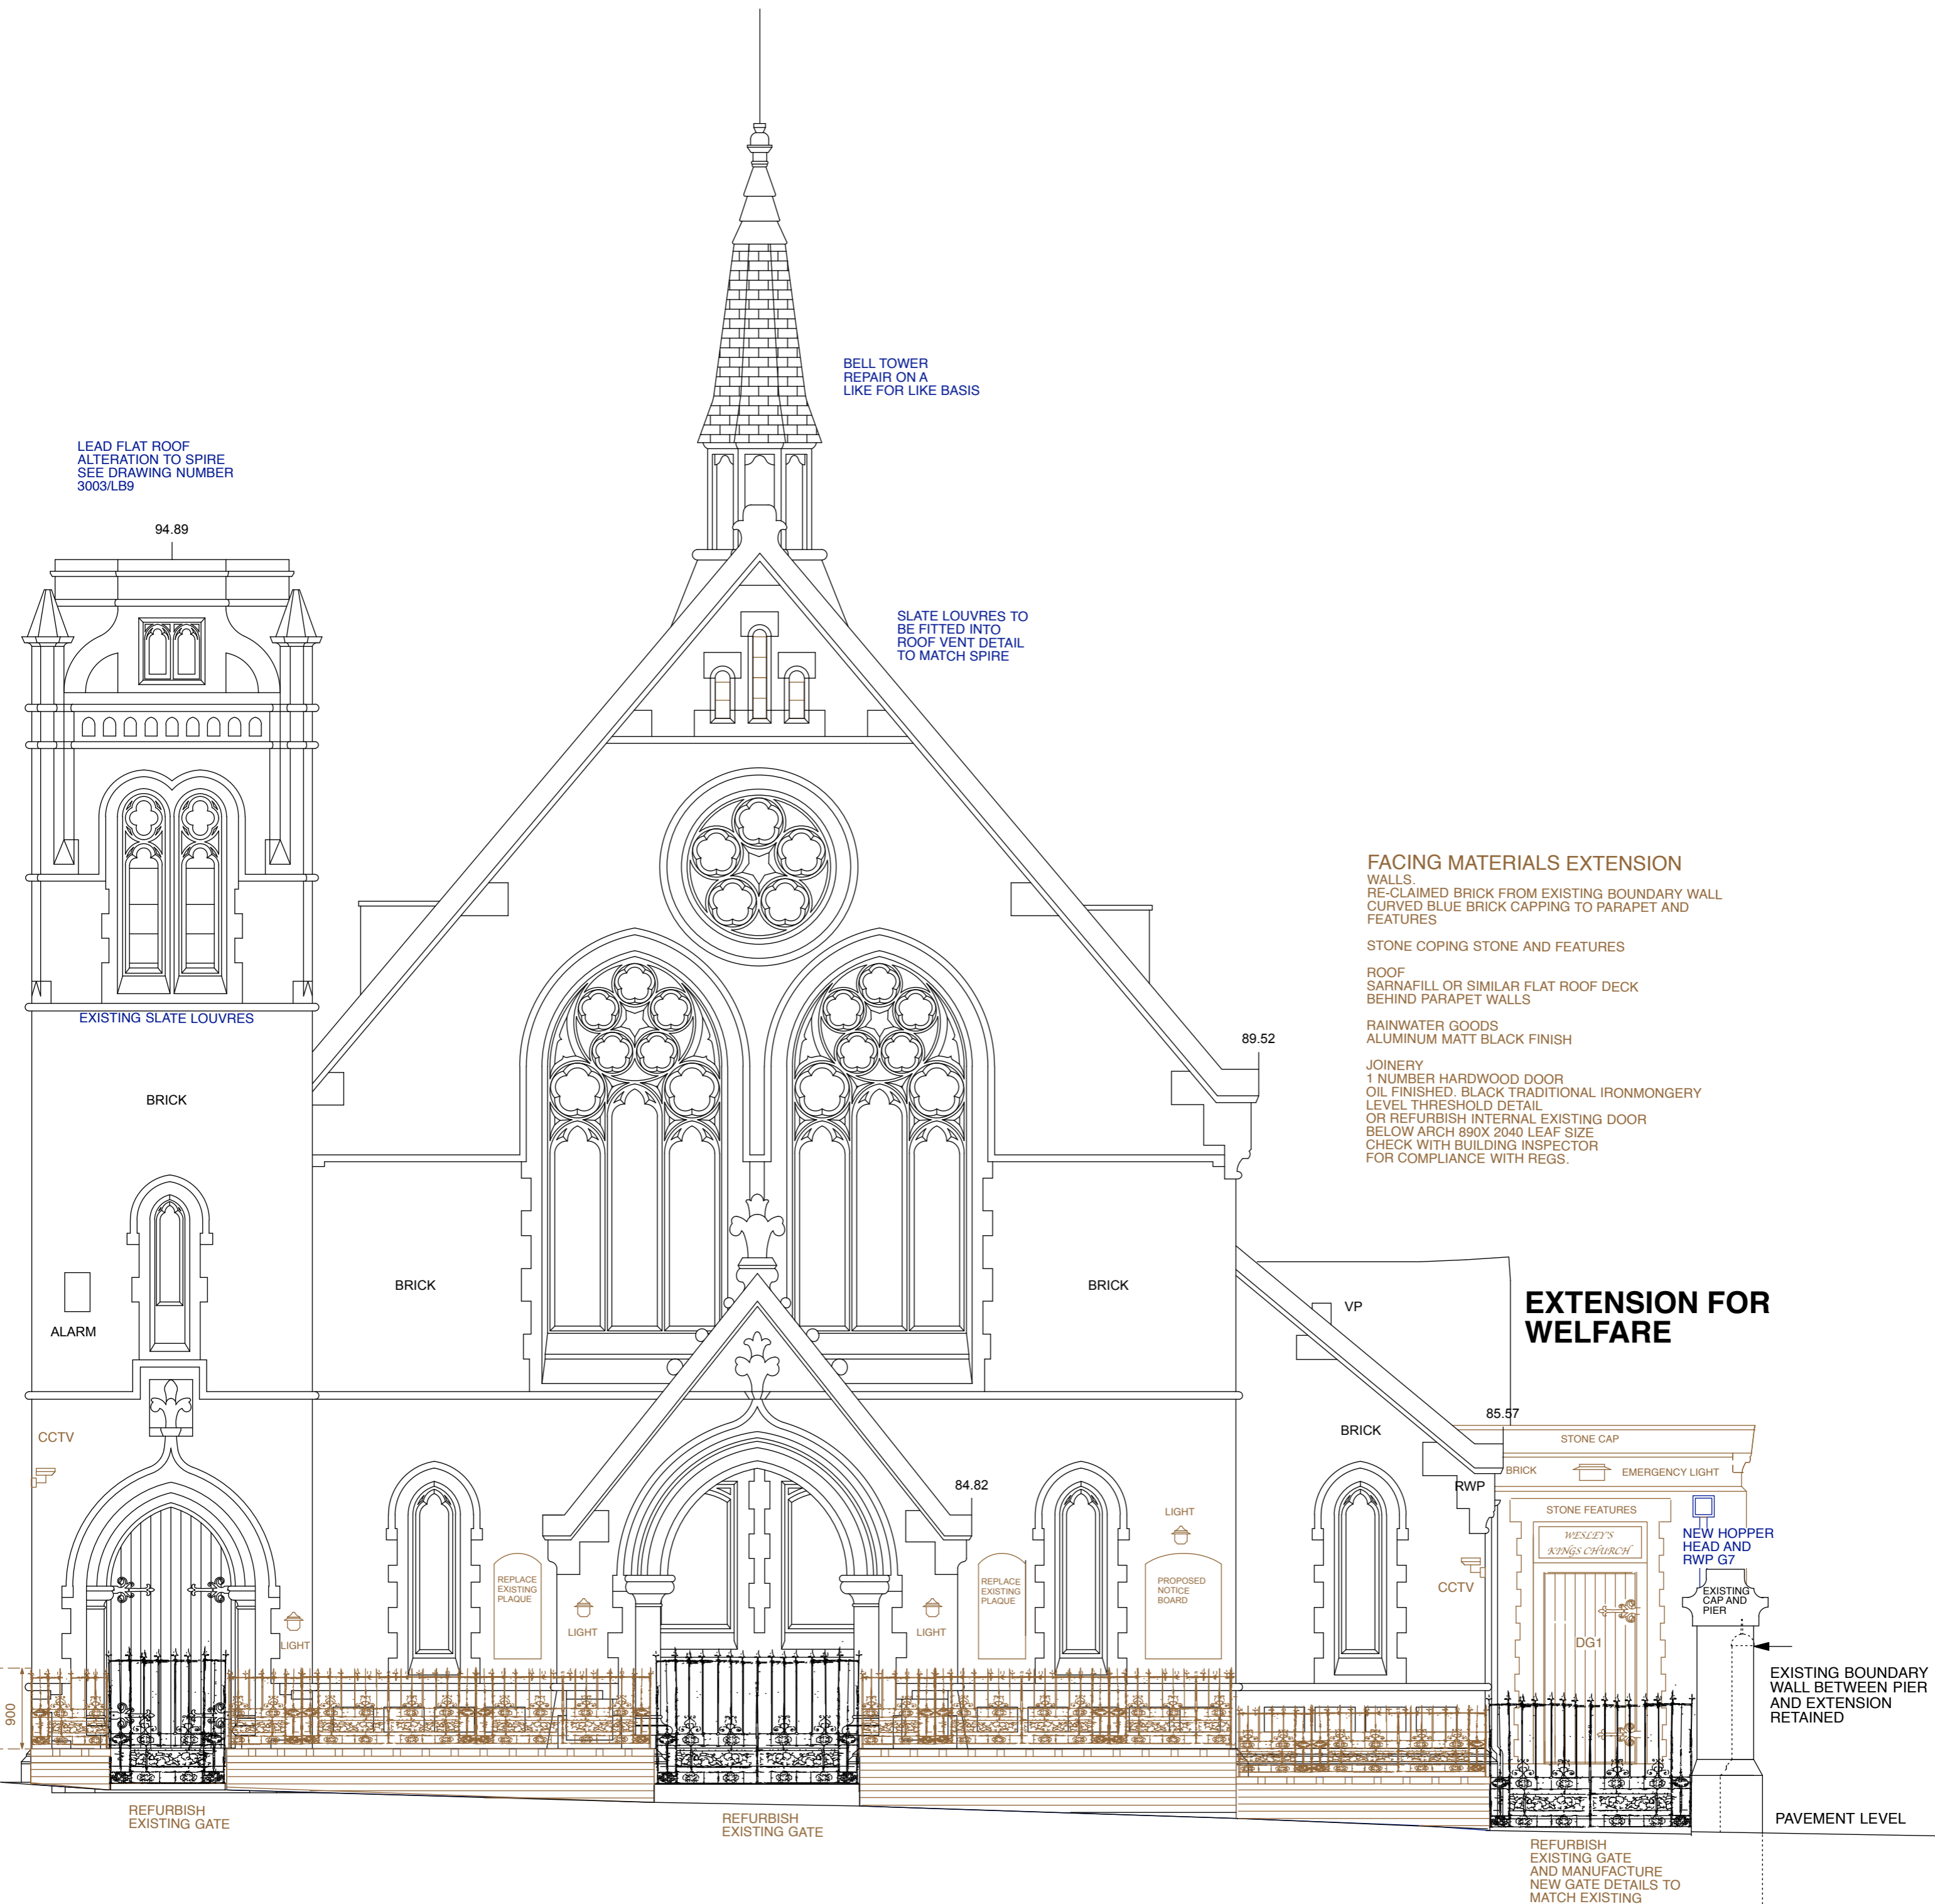 BELL TOWER
REPAIR ON A
LIKE FOR LIKE BASIS
LEAD FLAT ROOF
ALTERATION TO SPIRE
SEE DRAWING NUMBER
3003/LB9
94.89
SLATE LOUVRES TO
BE FITTED INTO
ROOF VENT DETAIL
TO MATCH SPIRE
FACING MATERIALS EXTENSION
WALLS.
RE-CLAIMED BRICK FROM EXISTING BOUNDARY WALL
CURVED BLUE BRICK CAPPING TO PARAPET AND
FEATURES
STONE COPING STONE AND FEATURES
ROOF
SARNAFILL OR SIMILAR FLAT ROOF DECK
BEHIND PARAPET WALLS
RAINWATER GOODS
ALUMINUM MATT BLACK FINISH
JOINERY
1 NUMBER HARDWOOD DOOR
OIL FINISHED. BLACK TRADITIONAL IRONMONGERY
LEVEL THRESHOLD DETAIL
OR REFURBISH INTERNAL EXISTING DOOR
BELOW ARCH 890X 2040 LEAF SIZE
CHECK WITH BUILDING INSPECTOR
FOR COMPLIANCE WITH REGS.
EXISTING SLATE LOUVRES
89.52
BRICK
BRICK
BRICK
VP
EXTENSION FOR
WELFARE
ALARM
85.57
CCTV
BRICK
STONE CAP
BRICK
EMERGENCY LIGHT
84.82
RWP
LIGHT
STONE FEATURES
WESLEY'S
KINGS CHURCH
NEW HOPPER
HEAD AND
RWP G7
REPLACE
EXISTING
PLAQUE
REPLACE
EXISTING
PLAQUE
PROPOSED
NOTICE
BOARD
CCTV
EXISTING
CAP AND
PIER
LIGHT
LIGHT
LIGHT
DG1
EXISTING BOUNDARY
WALL BETWEEN PIER
AND EXTENSION
RETAINED
900
PAVEMENT LEVEL
REFURBISH
EXISTING GATE
REFURBISH
EXISTING GATE
REFURBISH
EXISTING GATE
AND MANUFACTURE
NEW GATE DETAILS TO
MATCH EXISTING